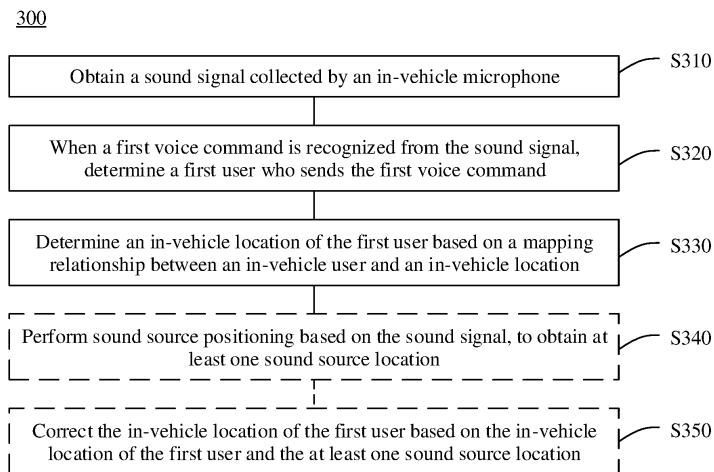 300
Obtain a sound signal collected by an in-vehicle microphone
S310
When a first voice command is recognized from the sound signal,
determine a first user who sends the first voice command
S320
Determine an in-vehicle location of the first user based on a mapping
relationship between an in-vehicle user and an in-vehicle location
S330
Perform sound source positioning based on the sound signal, to obtain at
least one sound source location
S340
Correct the in-vehicle location of the first user based on the in-vehicle
location of the first user and the at least one sound source location
S350